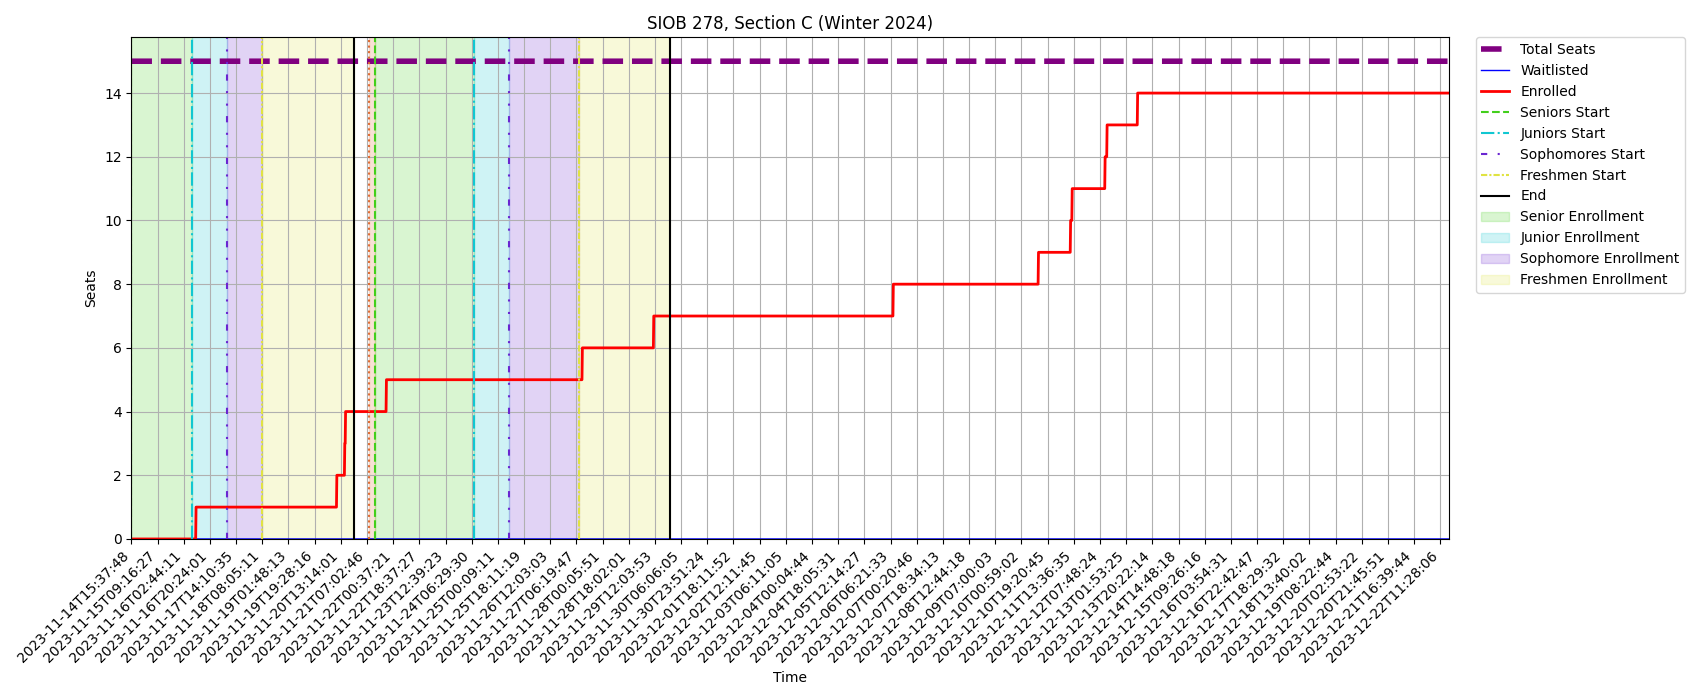 SIOB 278, Section C (Winter 2024)
Total Seats
Waitlisted
Enrolled
Seniors Start
Juniors Start
Sophomores Start
Freshmen Start
End
Senior Enrollment
Junior Enrollment
Sophomore Enrollment
Freshmen Enrollment
Seats
14
12
10
8
6
4
2
0
2023-11-14T15:37:48
2023-11-15T09:16:27
2023-11-16T02:44:11
2023-11-16T20:24:01
2023-11-17T14:10:35
2023-11-18T08:05:11
2023-11-19T01:48:13
2023-11-19T19:28:16
2023-11-20T13:14:01
2023-11-21T07:02:46
2023-11-22T00:37:21
2023-11-22T18:37:27
2023-11-23T12:39:23
2023-11-24T06:29:30
2023-11-25T00:09:11
2023-11-25T18:11:19
2023-11-26T12:03:03
2023-11-27T06:19:47
2023-11-28T00:05:51
2023-11-28T18:02:01
2023-11-29T12:03:53
2023-11-30T06:06:05
2023-11-30T23:51:24
2023-12-01T18:11:52
2023-12-02T12:11:45
2023-12-03T06:11:05
2023-12-04T00:04:44
2023-12-04T18:05:31
2023-12-05T12:14:27
2023-12-06T06:21:33
2023-12-07T00:20:46
2023-12-07T18:34:13
2023-12-08T12:44:18
2023-12-09T07:00:03
2023-12-10T00:59:02
2023-12-10T19:20:45
2023-12-11T13:36:35
2023-12-12T07:48:24
2023-12-13T01:53:25
2023-12-13T20:22:14
2023-12-14T14:48:18
2023-12-15T09:26:16
2023-12-16T03:54:31
2023-12-16T22:42:47
2023-12-17T18:29:32
2023-12-18T13:40:02
2023-12-19T08:22:44
2023-12-20T02:53:22
2023-12-20T21:45:51
2023-12-21T16:39:44
2023-12-22T11:28:06
Time